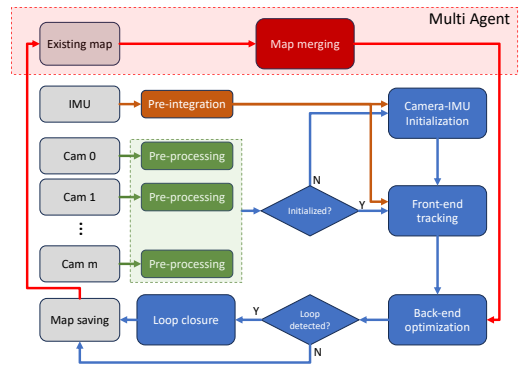 Multi Agent
Existing map
Map merging
IMU
Pre-integration
Camera-IMU
Initialization
Cam 0
Pre-processing
N
Cam 1
Pre-processing
Initialized?
Y
Front-end
tracking
⋮
Cam m
Pre-processing
Map saving
Loop closure
Y
Loop
detected?
N
Back-end
optimization